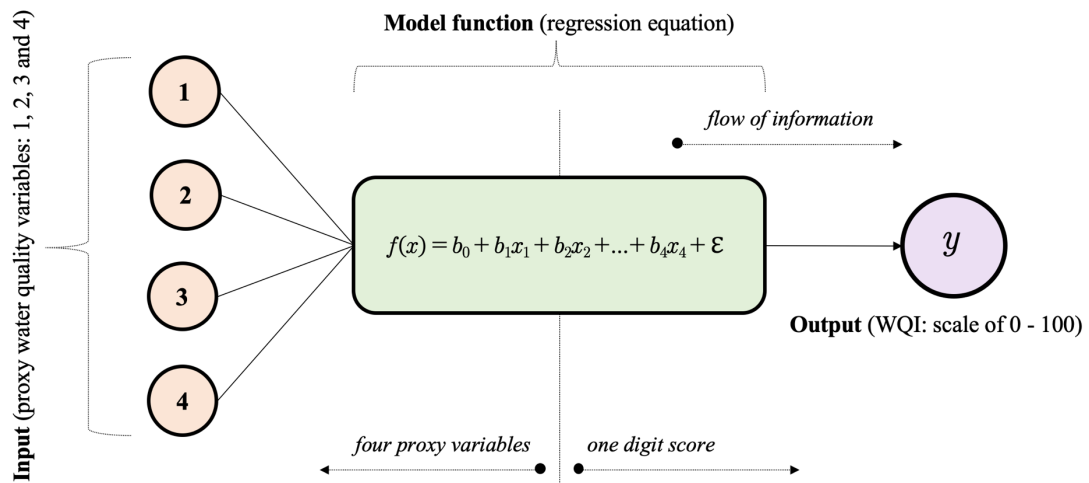 Model function (regression equation)
Input (proxy water quality variables: 1, 2, 3 and 4)
1
2
3
4
flow of information
f(x) = b₀ + b₁x₁ + b₂x₂ +...+ b₄x₄ + Ɛ
y
Output (WQI: scale of 0 - 100)
four proxy variables
one digit score